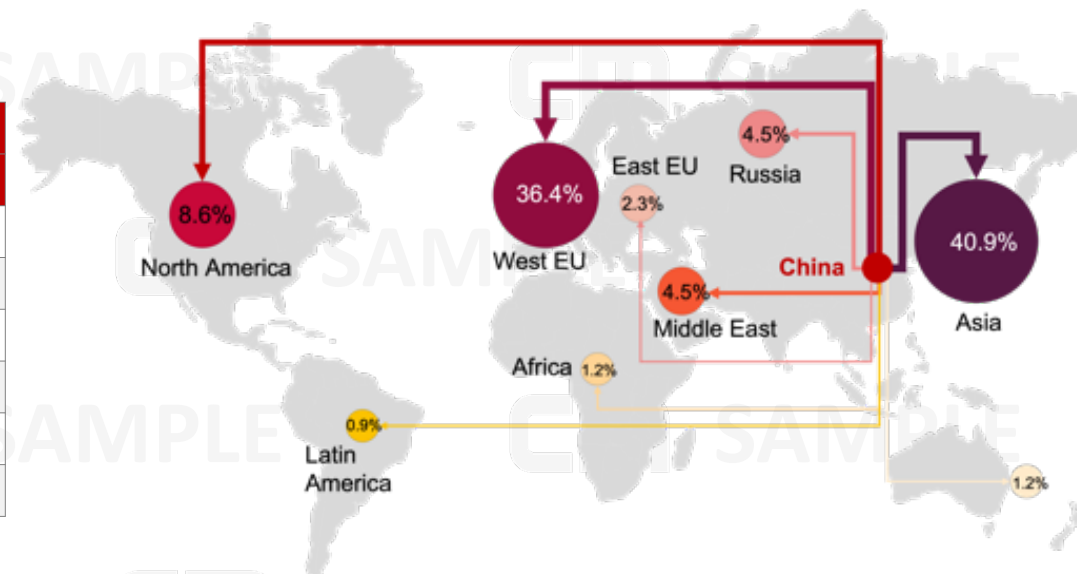 SAMPLE
SAMPLE
4.5%
East EU
Russia
36.4%
2.3%
8.6%
40.9%
SAMPLE
West EU
China
North America
4.5%
Asia
Middle East
Africa
1.2%
SAMPLE
SAMPLE
0.9%
Latin
America
1.2%